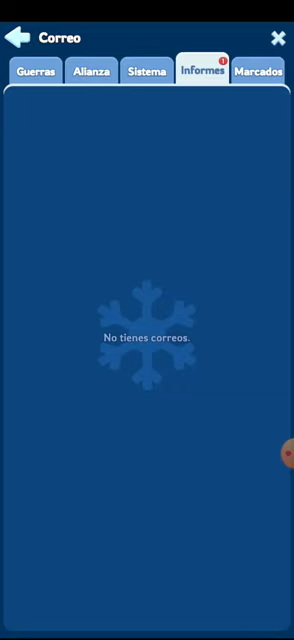 Correo
Guerras
Alianza
Sistema
Informes
1
Marcados
No tienes correos.